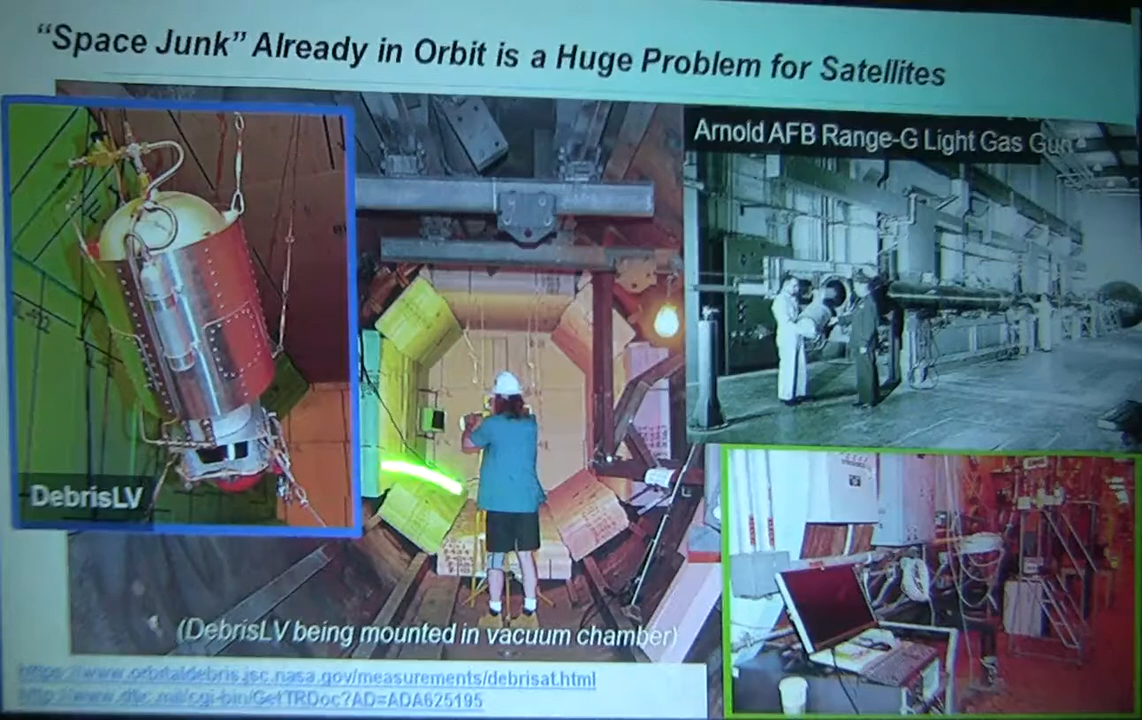 “Space Junk” Already in Orbit is a Huge Problem for Satellites
Arnold AFB Range-G Light Gas Gun
DebrisLV
(DebrisLV being mounted in vacuum chamber)
https://www.orbitaldebris.jsc.nasa.gov/measurements/debrisat.html
http://www.dtic.mil/cgi-bin/GetTRDoc?AD=ADA625195